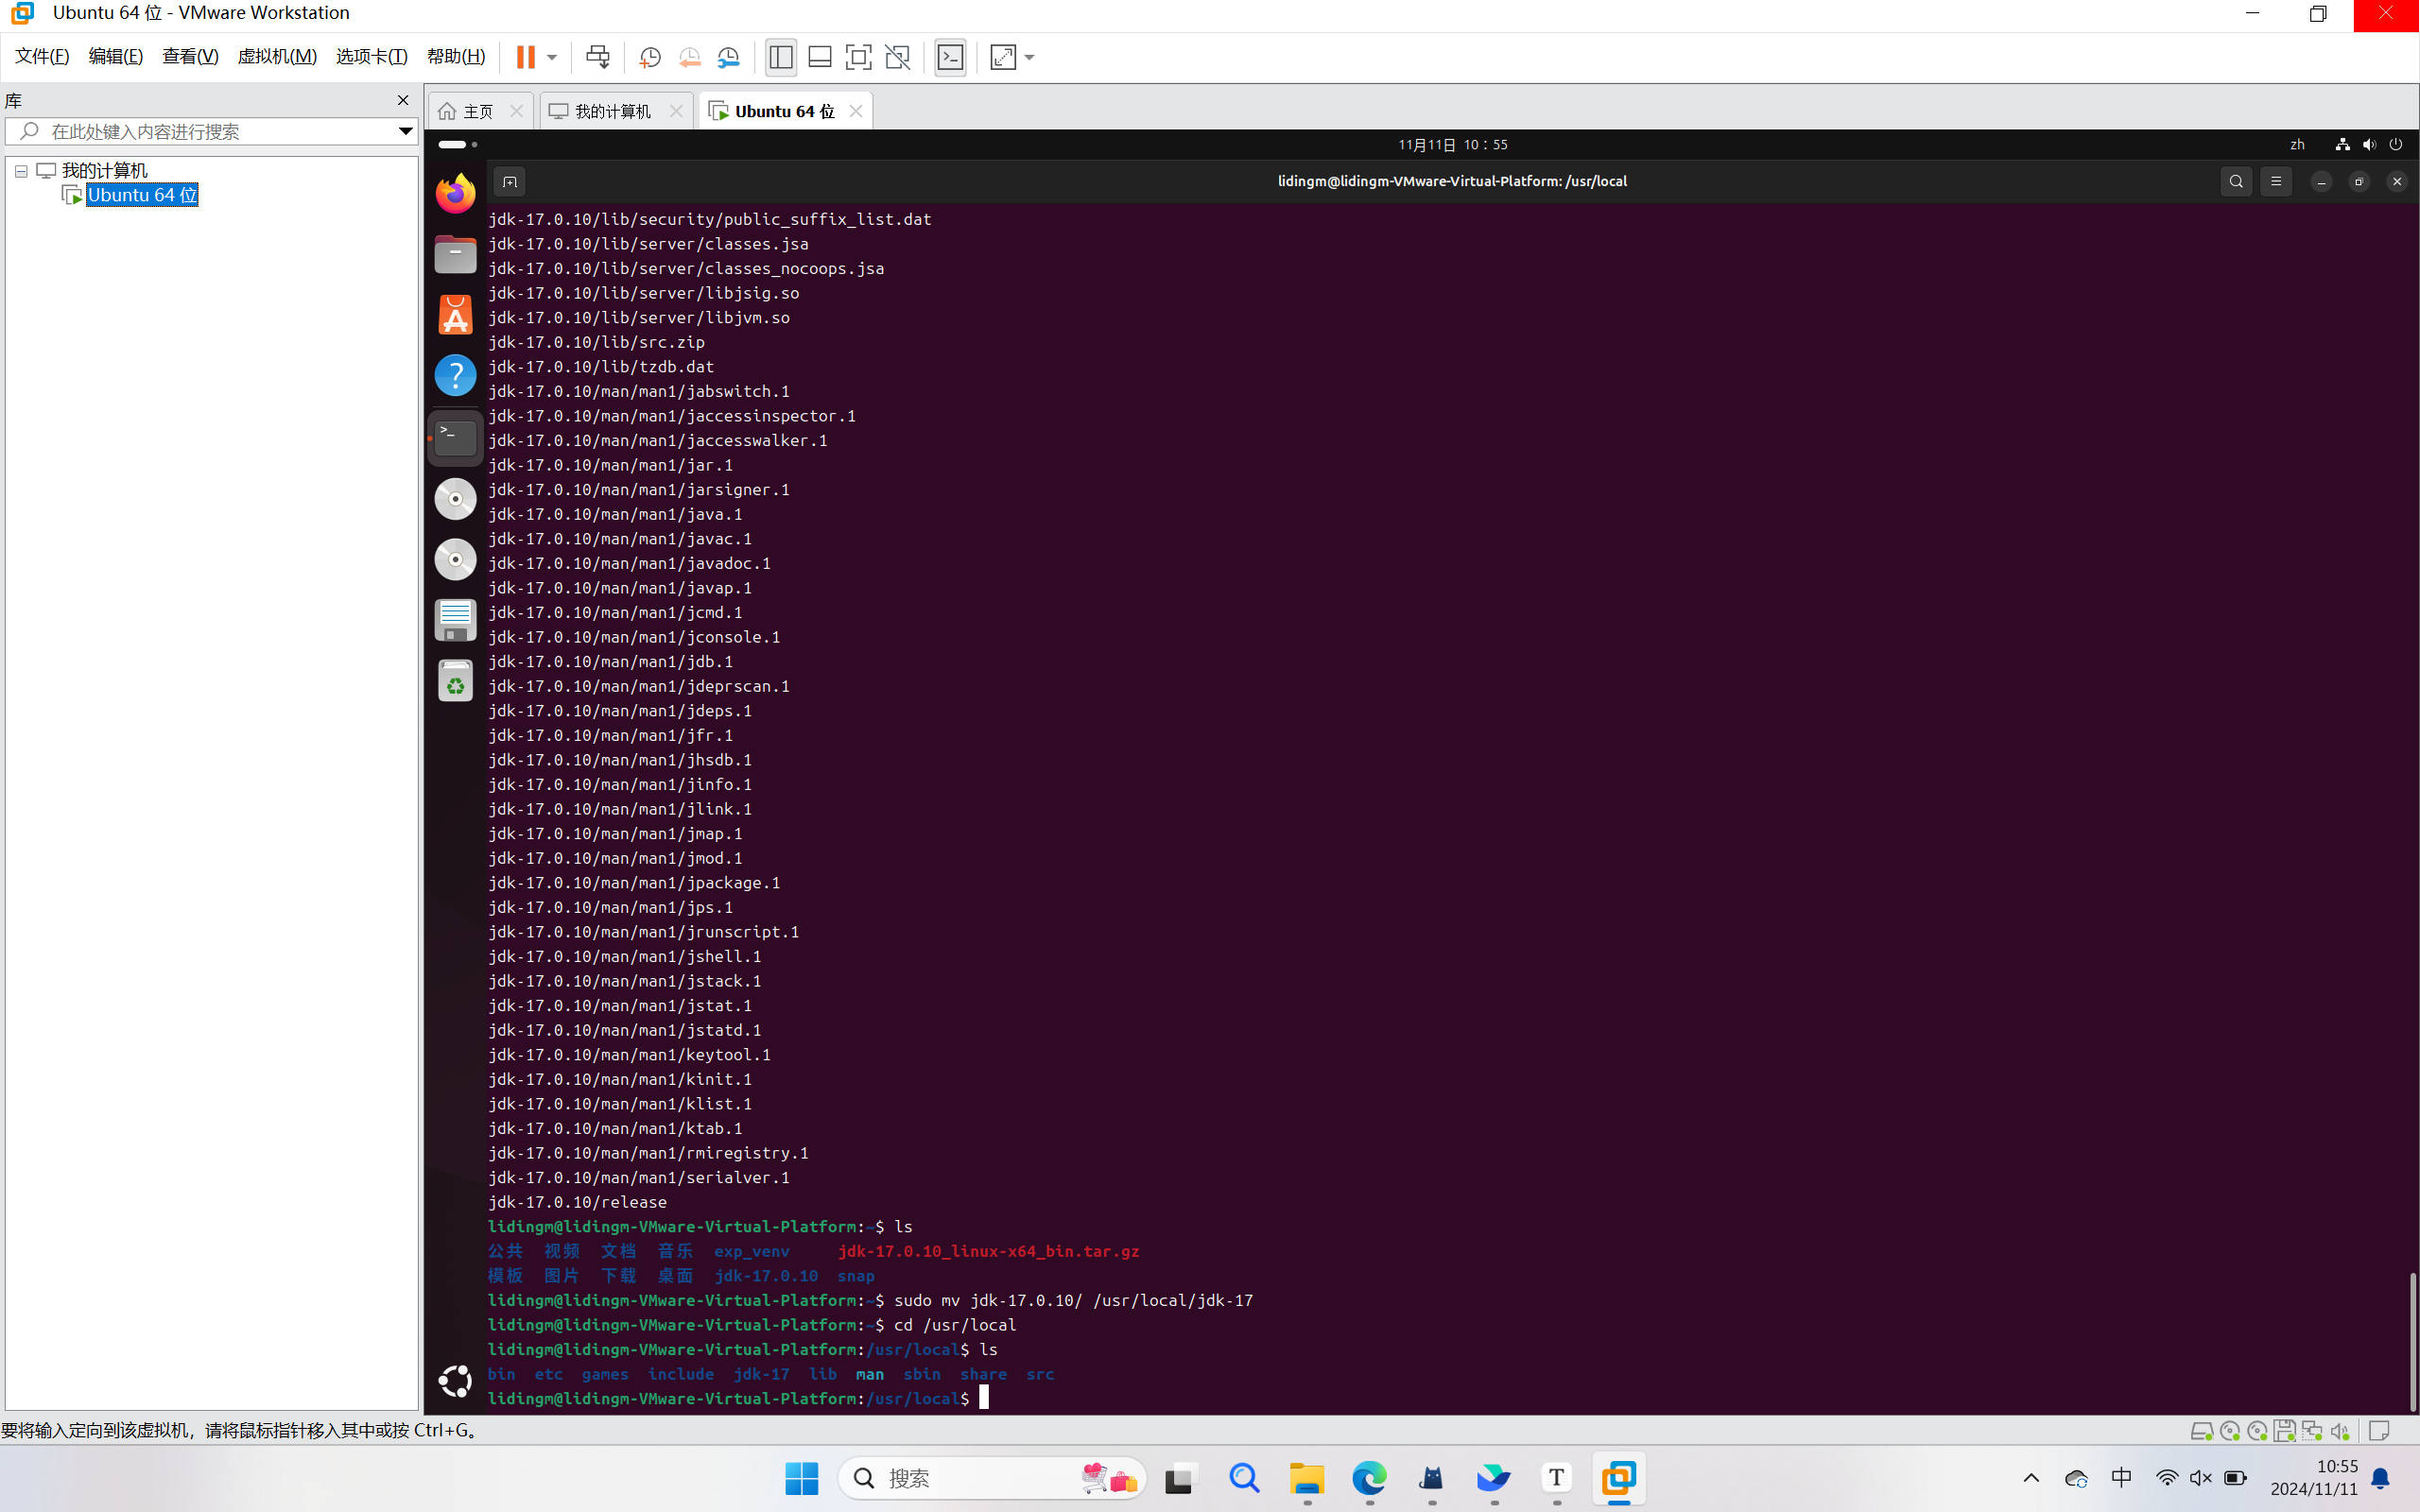 Ubuntu 64 位 - VMware Workstation
文件(F) 编辑(E) 查看(V) 虚拟机(M) 选项卡(T) 帮助(H)
库
在此处键入内容进行搜索
我的计算机
Ubuntu 64 位
主页 我的计算机 Ubuntu 64 位
11月11日 10：55
zh
lidingm@lidingm-VMware-Virtual-Platform: /usr/local
jdk-17.0.10/lib/security/public_suffix_list.dat
jdk-17.0.10/lib/server/classes.jsa
jdk-17.0.10/lib/server/classes_nocoops.jsa
jdk-17.0.10/lib/server/libjsig.so
jdk-17.0.10/lib/server/libjvm.so
jdk-17.0.10/lib/src.zip
jdk-17.0.10/lib/tzdb.dat
jdk-17.0.10/man/man1/jabswitch.1
jdk-17.0.10/man/man1/jaccessinspector.1
jdk-17.0.10/man/man1/jaccesswalker.1
jdk-17.0.10/man/man1/jar.1
jdk-17.0.10/man/man1/jarsigner.1
jdk-17.0.10/man/man1/java.1
jdk-17.0.10/man/man1/javac.1
jdk-17.0.10/man/man1/javadoc.1
jdk-17.0.10/man/man1/javap.1
jdk-17.0.10/man/man1/jcmd.1
jdk-17.0.10/man/man1/jconsole.1
jdk-17.0.10/man/man1/jdb.1
jdk-17.0.10/man/man1/jdeprscan.1
jdk-17.0.10/man/man1/jdeps.1
jdk-17.0.10/man/man1/jfr.1
jdk-17.0.10/man/man1/jhsdb.1
jdk-17.0.10/man/man1/jinfo.1
jdk-17.0.10/man/man1/jlink.1
jdk-17.0.10/man/man1/jmap.1
jdk-17.0.10/man/man1/jmod.1
jdk-17.0.10/man/man1/jpackage.1
jdk-17.0.10/man/man1/jps.1
jdk-17.0.10/man/man1/jrunscript.1
jdk-17.0.10/man/man1/jshell.1
jdk-17.0.10/man/man1/jstack.1
jdk-17.0.10/man/man1/jstat.1
jdk-17.0.10/man/man1/jstatd.1
jdk-17.0.10/man/man1/keytool.1
jdk-17.0.10/man/man1/kinit.1
jdk-17.0.10/man/man1/klist.1
jdk-17.0.10/man/man1/ktab.1
jdk-17.0.10/man/man1/rmiregistry.1
jdk-17.0.10/man/man1/serialver.1
jdk-17.0.10/release
lidingm@lidingm-VMware-Virtual-Platform:~$ ls
公共 视频 文档 音乐 exp_venv jdk-17.0.10_linux-x64_bin.tar.gz
模板 图片 下载 桌面 jdk-17.0.10 snap
lidingm@lidingm-VMware-Virtual-Platform:~$ sudo mv jdk-17.0.10/ /usr/local/jdk-17
lidingm@lidingm-VMware-Virtual-Platform:~$ cd /usr/local
lidingm@lidingm-VMware-Virtual-Platform:/usr/local$ ls
bin etc games include jdk-17 lib man sbin share src
lidingm@lidingm-VMware-Virtual-Platform:/usr/local$
要将输入定向到该虚拟机，请将鼠标指针移入其中或按 Ctrl+G。
搜索
T
中
10:55
2024/11/11